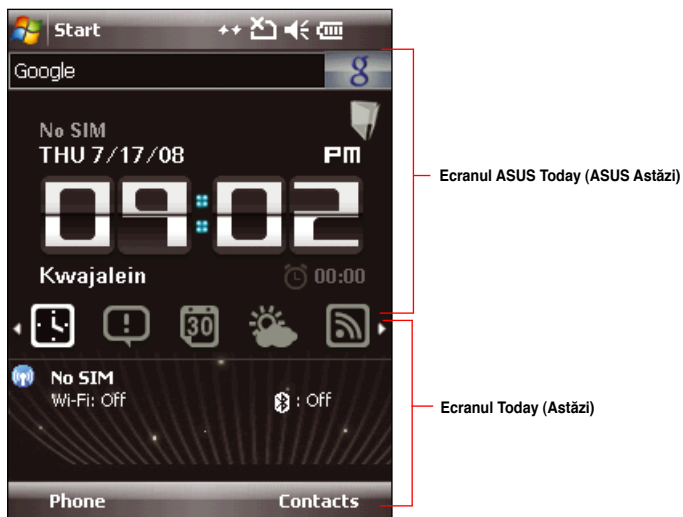 Start
Google
g
No SIM
THU 7/17/08 PM
09:02
Kwajalein 00:00
30
No SIM
Wi-Fi: Off : Off
Phone Contacts
Ecranul ASUS Today (ASUS Astăzi)
Ecranul Today (Astăzi)